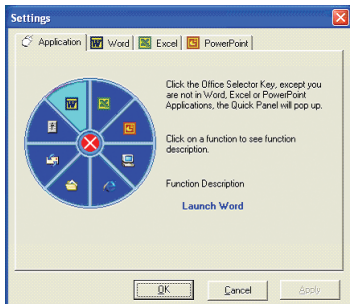 Settings
Application Word Excel PowerPoint
Click the Office Selector Key, except you
are not in Word, Excel or PowerPoint
Applications, the Quick Panel will pop up.
Click on a function to see function
description.
Function Description
Launch Word
OK Cancel Apply